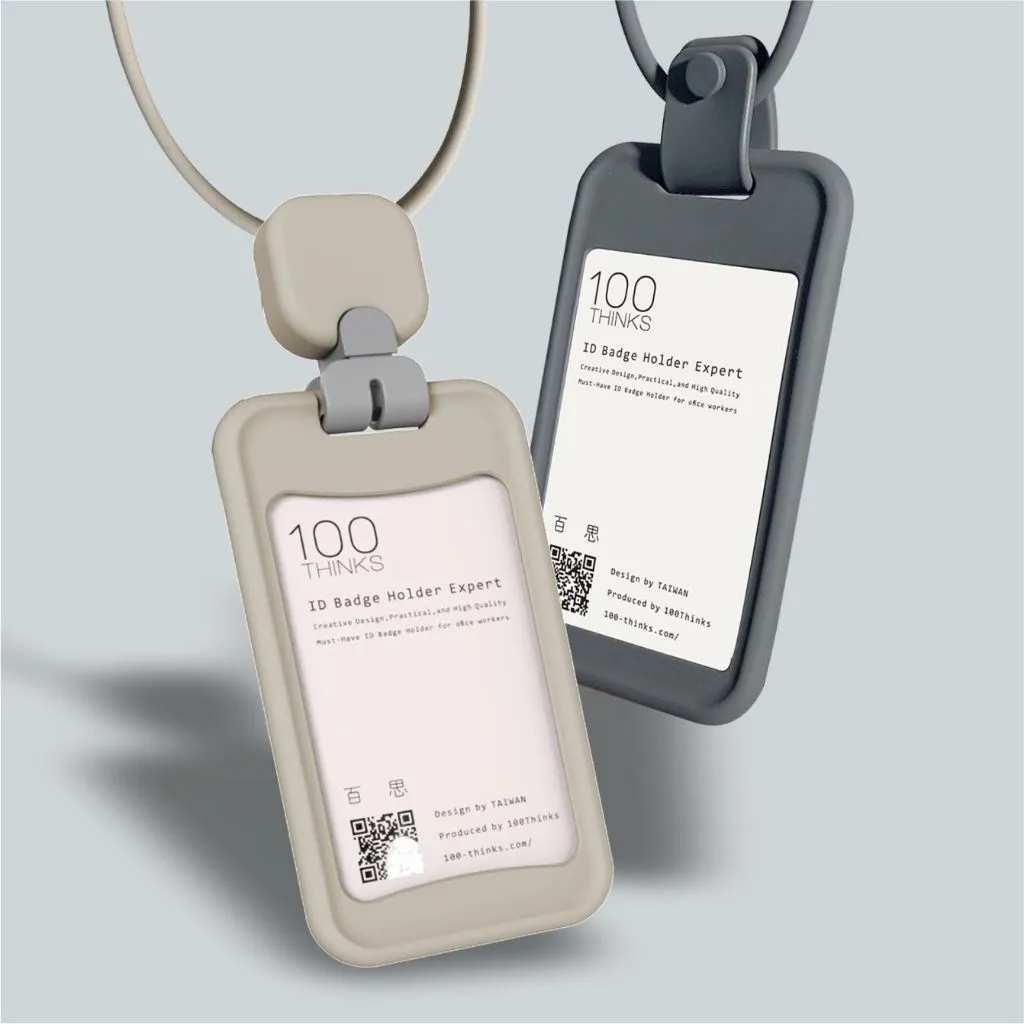 100
THINKS
ID Badge Holder Expert
Creative Design,Practical,and High Quality
Must-Have ID Badge Holder for office workers
百 思
Design by TAIWAN
Produced by 100Thinks
100-thinks.com/
100
THINKS
ID Badge Holder Expert
Creative Design,Practical,and High Quality
Must-Have ID Badge Holder for office workers
百 思
Design by TAIWAN
Produced by 100Thinks
100-thinks.com/